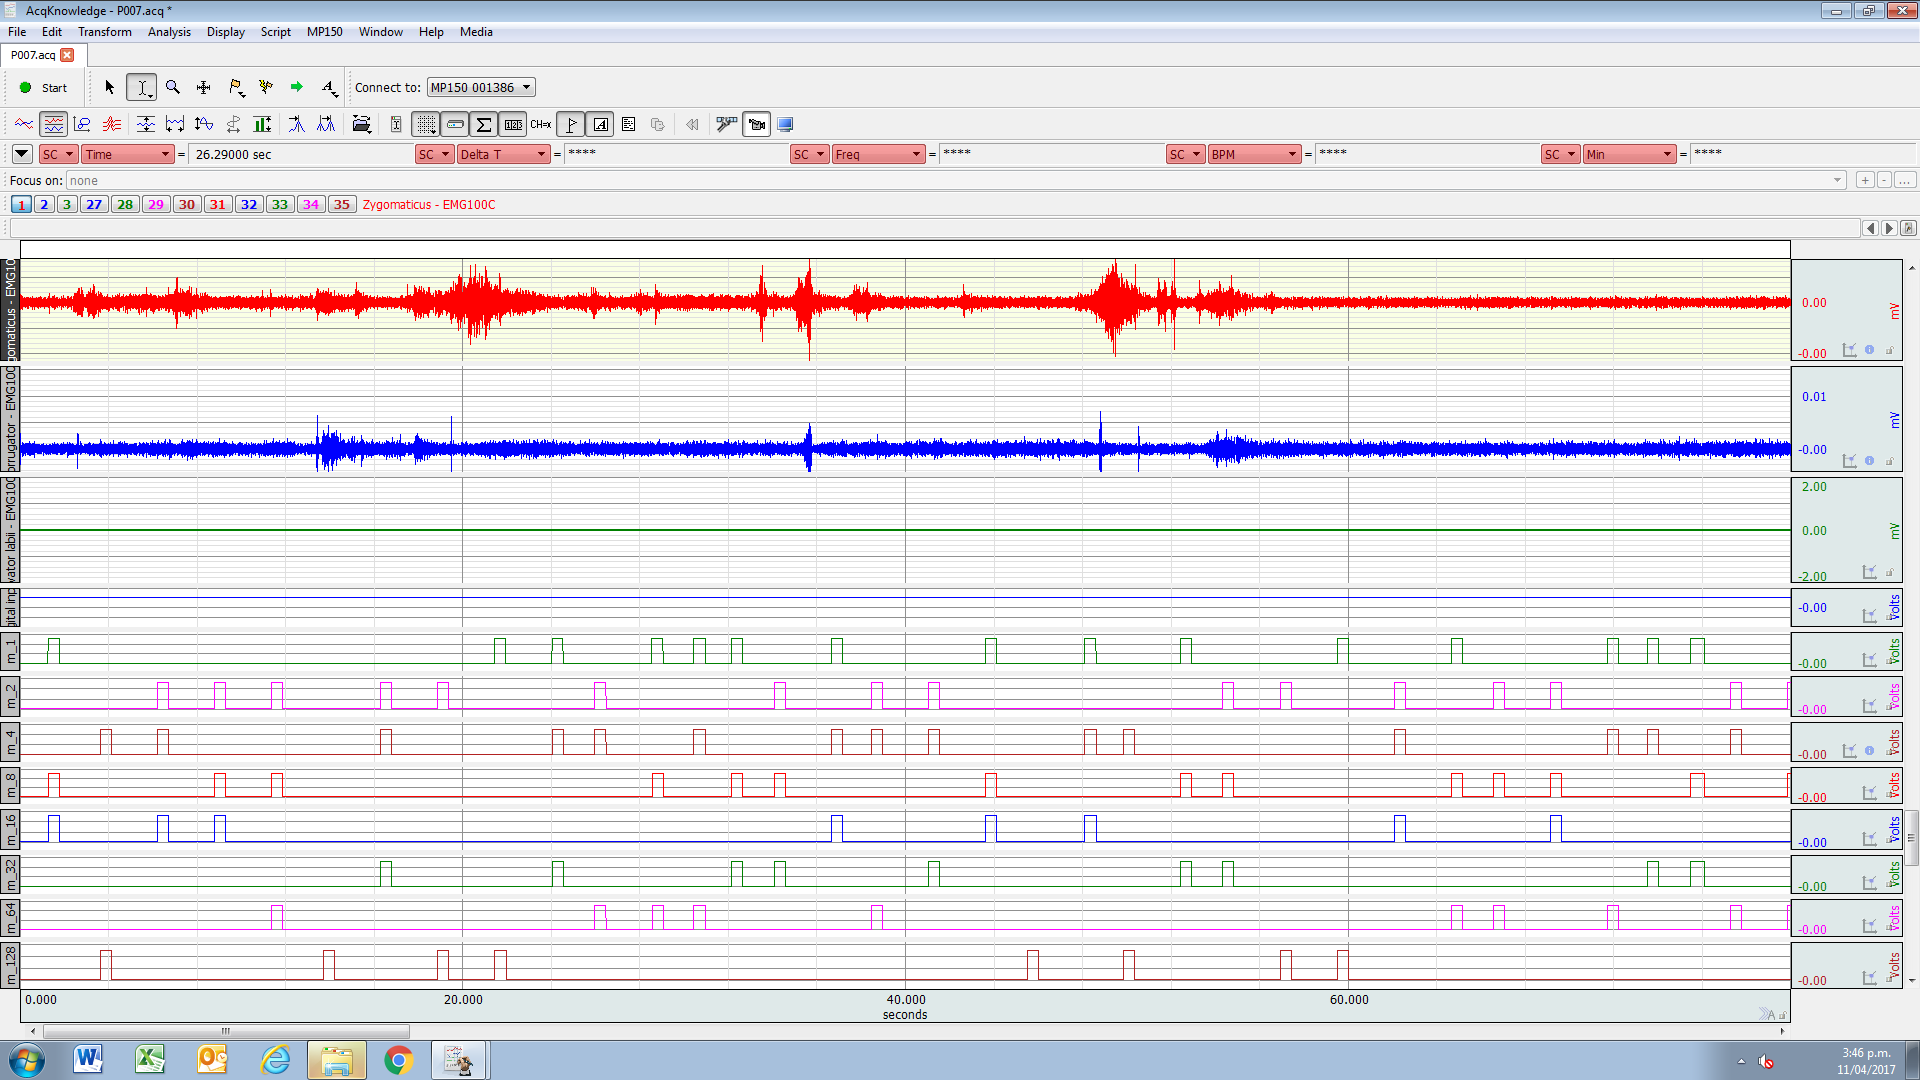 AcqKnowledge - P007.acq *
File Edit Transform Analysis Display Script MP150 Window Help Media
P007.acq
Start Connect to: MP150 001386
CH=x
SC Time = 26.29000 sec SC Delta T = **** SC Freq = **** SC BPM = **** SC Min = ****
Focus on: none + - ...
1 2 3 27 28 29 30 31 32 33 34 35 Zygomaticus - EMG100C
gomaticus - EMG10 0.00 mV
-0.00
orrugator - EMG100C 0.01 mV
-0.00
vator labii - EMG100C 2.00
0.00 mV
-2.00
gital inp -0.00 Volts
m_1 -0.00 Volts
m_2 -0.00 Volts
m_4 -0.00 Volts
m_8 -0.00 Volts
m_16 -0.00 Volts
m_32 -0.00 Volts
m_64 -0.00 Volts
m_128 -0.00 Volts
0.000 20.000 40.000 60.000
seconds
A
3:46 p.m.
11/04/2017